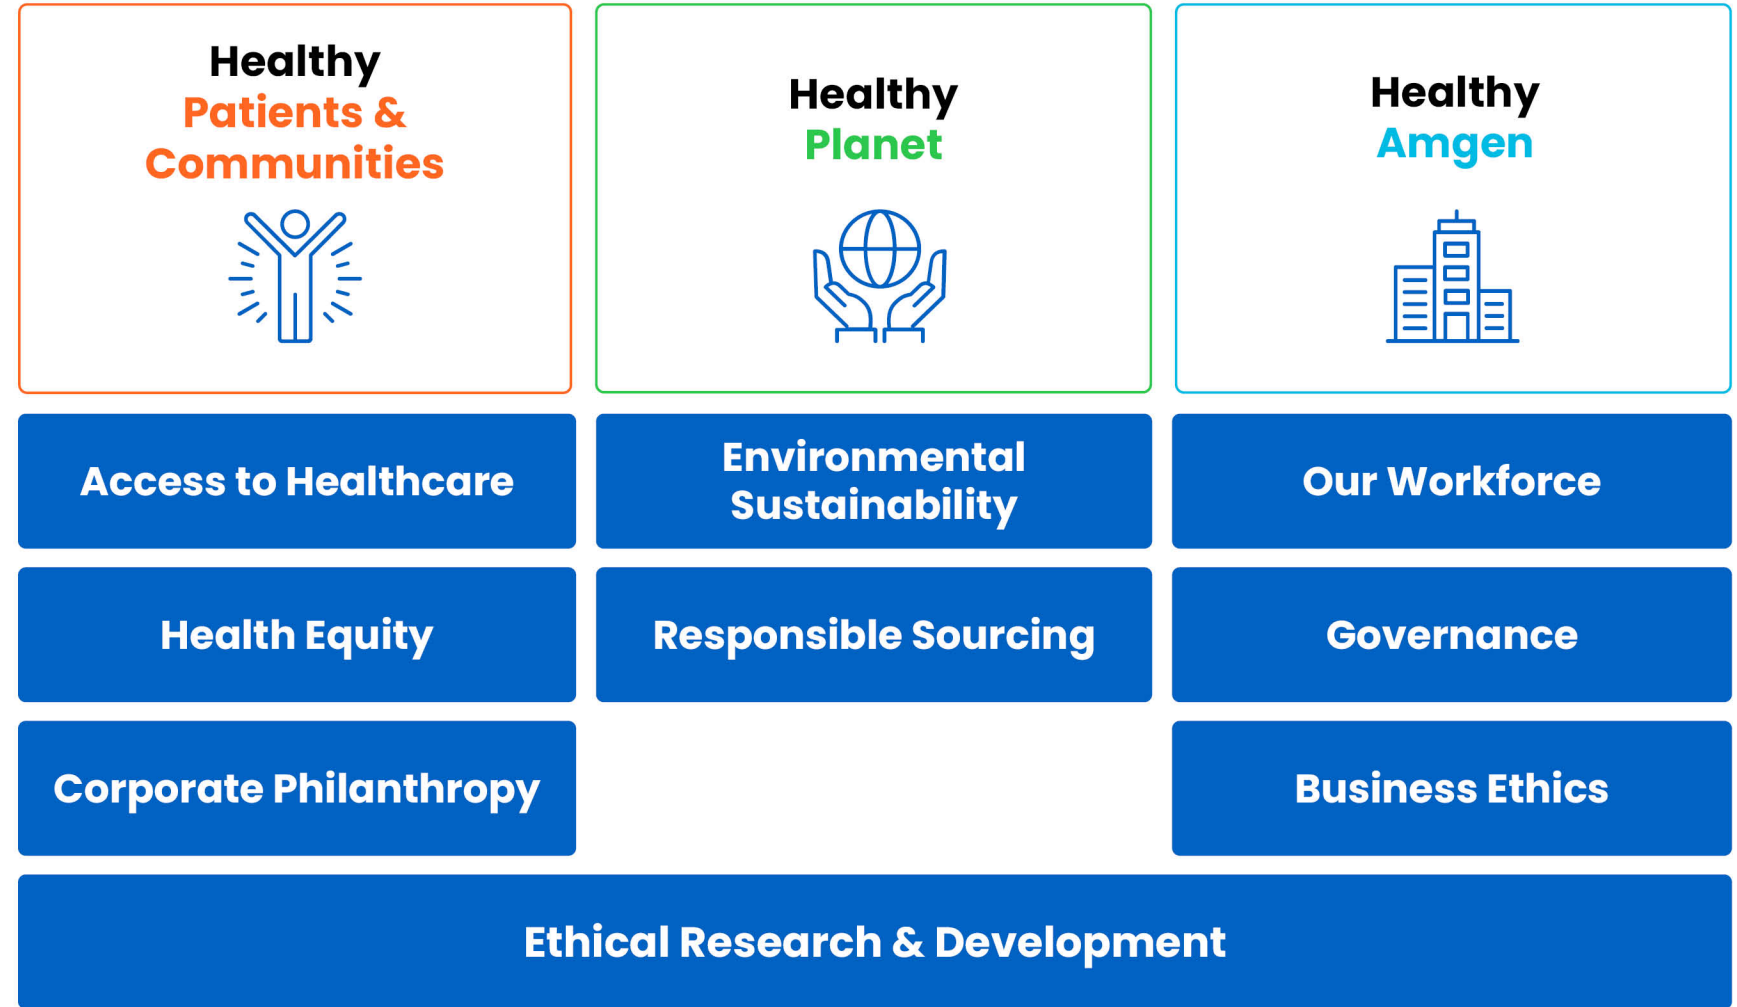 Healthy
Patients &
Communities
Healthy
Planet
Healthy
Amgen
Access to Healthcare
Environmental
Sustainability
Our Workforce
Health Equity
Responsible Sourcing
Governance
Corporate Philanthropy
Business Ethics
Ethical Research & Development